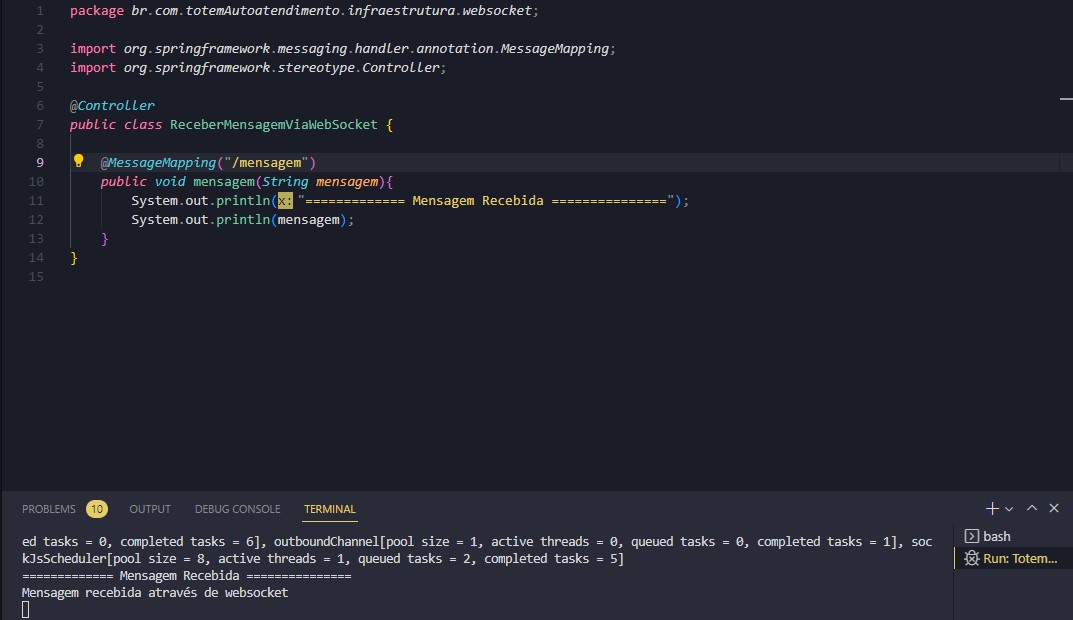 1 package br.com.totemAutoatendimento.infraestrutura.websocket;
2
3 import org.springframework.messaging.handler.annotation.MessageMapping;
4 import org.springframework.stereotype.Controller;
5
6 @Controller
7 public class ReceberMensagemViaWebSocket {
8
9 @MessageMapping("/mensagem")
10 public void mensagem(String mensagem){
11 System.out.println(x: "============= Mensagem Recebida ===============");
12 System.out.println(mensagem);
13 }
14 }
15
PROBLEMS 10 OUTPUT DEBUG CONSOLE TERMINAL
ed tasks = 0, completed tasks = 6], outboundChannel[pool size = 1, active threads = 0, queued tasks = 0, completed tasks = 1], soc
kJsScheduler[pool size = 8, active threads = 1, queued tasks = 2, completed tasks = 5]
============= Mensagem Recebida ===============
Mensagem recebida através de websocket
bash
Run: Totem...